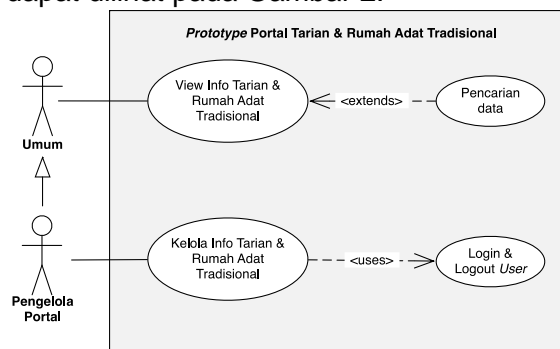 dapat dilihat pada Gambar 2.
Prototype Portal Tarian & Rumah Adat Tradisional
View Info Tarian &
Rumah Adat
Tradisional
<extends>
Pencarian
data
Umum
Kelola Info Tarian &
Rumah Adat
Tradisional
<uses>
Login &
Logout User
Pengelola
Portal